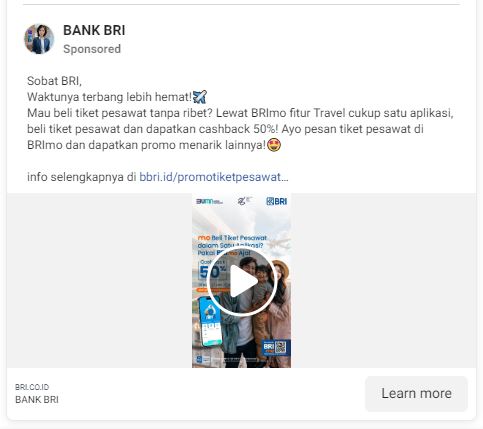 BANK BRI
Sponsored
Sobat BRI,
Waktunya terbang lebih hemat!✈️
Mau beli tiket pesawat tanpa ribet? Lewat BRImo fitur Travel cukup satu aplikasi,
beli tiket pesawat dan dapatkan cashback 50%! Ayo pesan tiket pesawat di
BRImo dan dapatkan promo menarik lainnya!🤩
info selengkapnya di bbri.id/promotiketpesawat...
BUMN
BRI
mo Beli Tiket Pesawat
dalam Satu Aplikasi?
Pakai
Aja!
50%
BRI
BRI.CO.ID
BANK BRI
Learn more